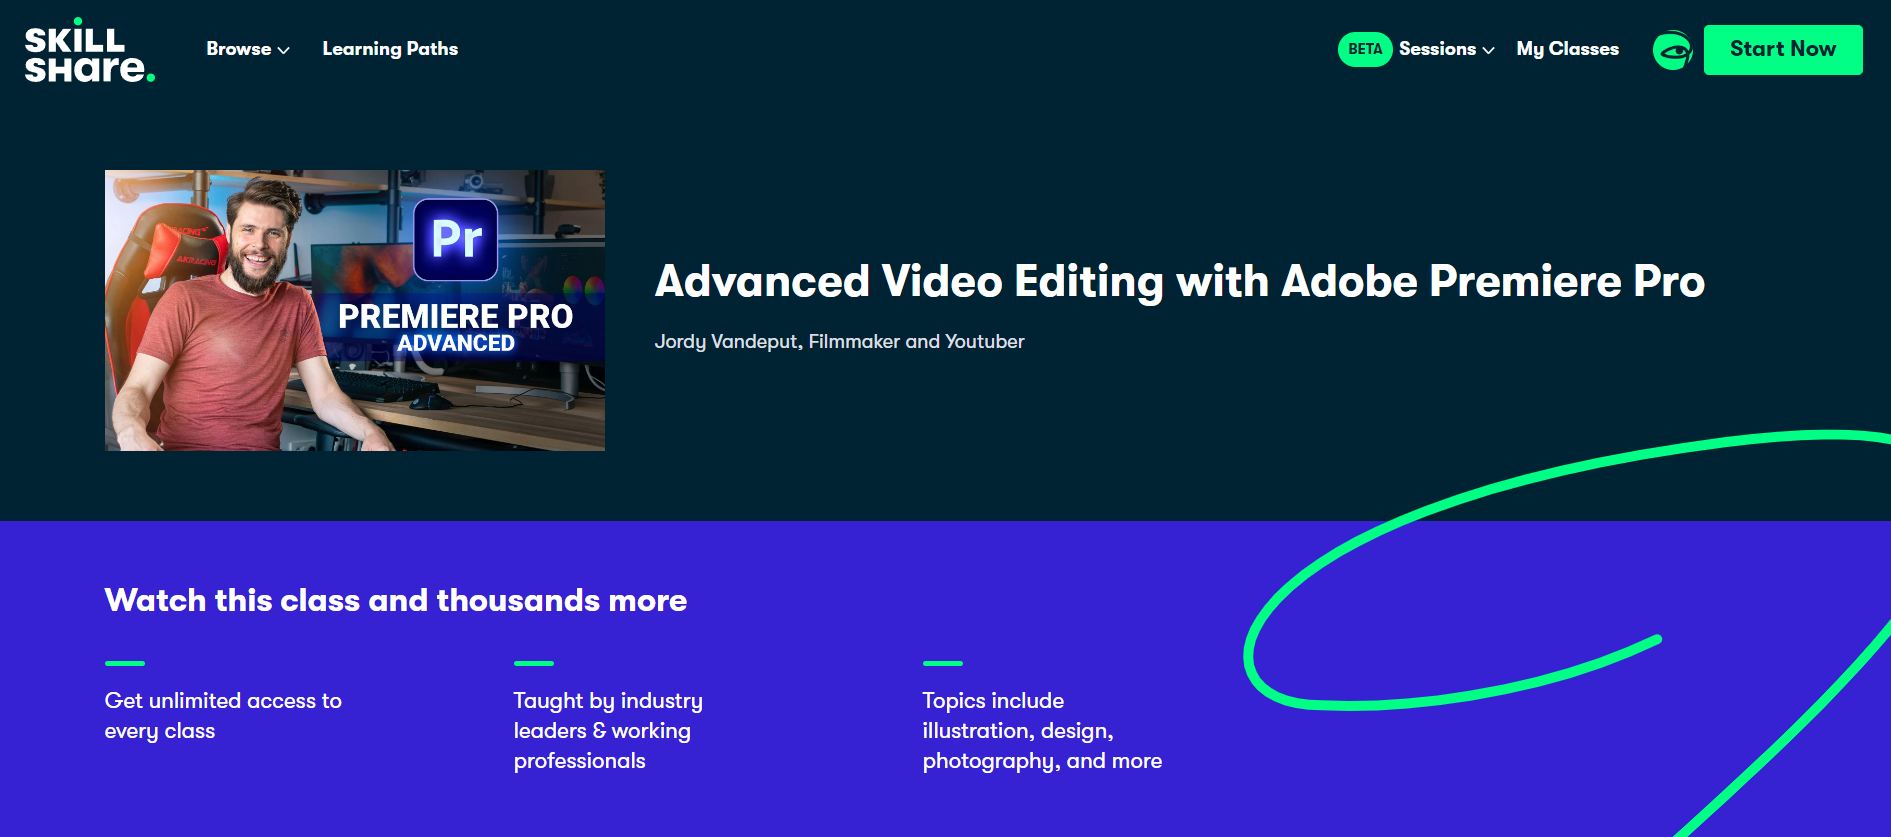 SKILL
SHare.
Browse
Learning Paths
BETA
Sessions
My Classes
Start Now
AKRACING
AKRACING
Pr
PREMIERE PRO
ADVANCED
Advanced Video Editing with Adobe Premiere Pro
Jordy Vandeput, Filmmaker and Youtuber
Watch this class and thousands more
Get unlimited access to
every class
Taught by industry
leaders & working
professionals
Topics include
illustration, design,
photography, and more